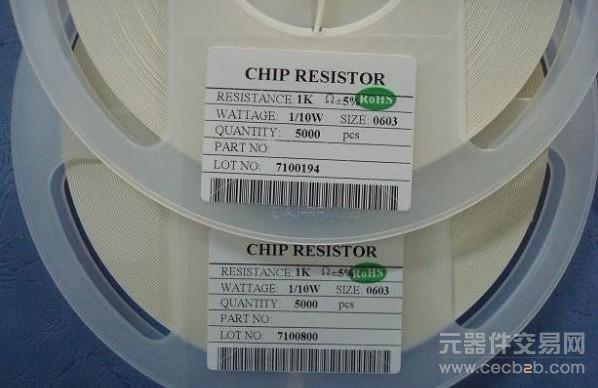 CHIP RESISTOR
RESISTANCE: 1K Ω±5% RoHS
WATTAGE: 1/10W SIZE: 0603
QUANTITY: 5000 pcs
PART NO:
LOT NO: 7100194
CHIP RESISTOR
RESISTANCE: 1K Ω±5% RoHS
WATTAGE: 1/10W SIZE: 0603
QUANTITY: 5000 pcs
PART NO:
LOT NO: 7100800
元器件交易网
www.cecb2b.com